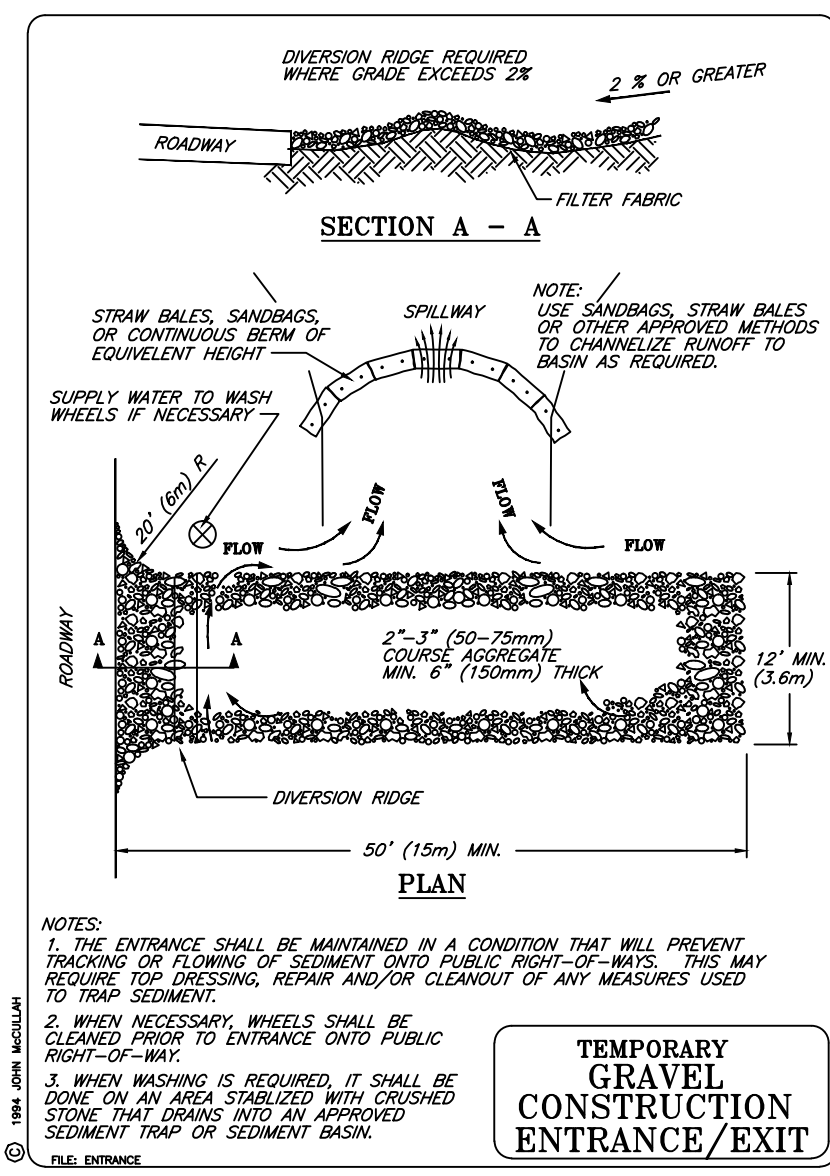 DIVERSION RIDGE REQUIRED
WHERE GRADE EXCEEDS 2%
2 % OR GREATER
ROADWAY
FILTER FABRIC
SECTION A - A
STRAW BALES, SANDBAGS,
OR CONTINUOUS BERM OF
EQUIVELENT HEIGHT
SPILLWAY
NOTE:
USE SANDBAGS, STRAW BALES
OR OTHER APPROVED METHODS
TO CHANNELIZE RUNOFF TO
BASIN AS REQUIRED.
SUPPLY WATER TO WASH
WHEELS IF NECESSARY
20' (6m) R
FLOW
FLOW
FLOW
FLOW
ROADWAY
A
A
2"-3" (50-75mm)
COURSE AGGREGATE
MIN. 6" (150mm) THICK
12' MIN.
(3.6m)
DIVERSION RIDGE
50' (15m) MIN.
PLAN
NOTES:
1. THE ENTRANCE SHALL BE MAINTAINED IN A CONDITION THAT WILL PREVENT
TRACKING OR FLOWING OF SEDIMENT ONTO PUBLIC RIGHT-OF-WAYS. THIS MAY
REQUIRE TOP DRESSING, REPAIR AND/OR CLEANOUT OF ANY MEASURES USED
TO TRAP SEDIMENT.
2. WHEN NECESSARY, WHEELS SHALL BE
CLEANED PRIOR TO ENTRANCE ONTO PUBLIC
RIGHT-OF-WAY.
3. WHEN WASHING IS REQUIRED, IT SHALL BE
DONE ON AN AREA STABLIZED WITH CRUSHED
STONE THAT DRAINS INTO AN APPROVED
SEDIMENT TRAP OR SEDIMENT BASIN.
FILE: ENTRANCE
© 1994 JOHN McCULLAH
TEMPORARY
GRAVEL
CONSTRUCTION
ENTRANCE/EXIT